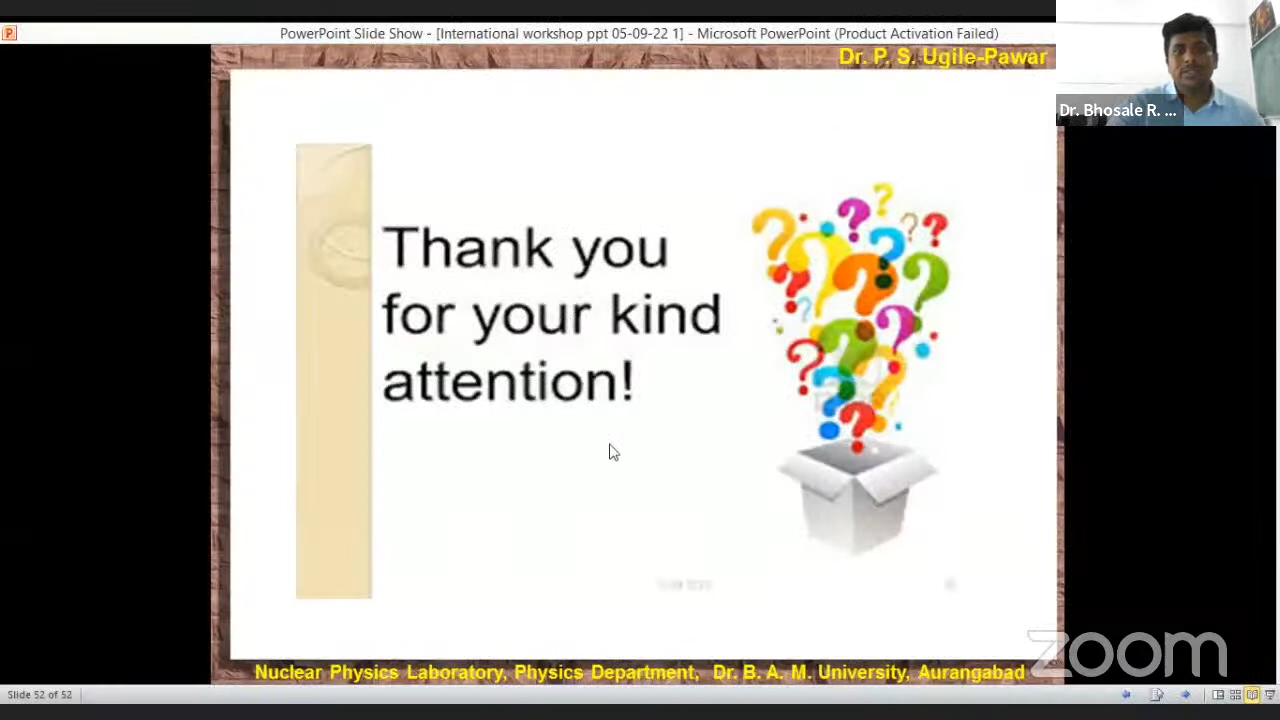 PowerPoint Slide Show - [International workshop ppt 05-09-22 1] - Microsoft PowerPoint (Product Activation Failed)
Dr. P. S. Ugile-Pawar
Dr. Bhosale R. ...
Thank you
for your kind
attention!
zoom
Nuclear Physics Laboratory, Physics Department, Dr. B. A. M. University, Aurangabad
Slide 52 of 52